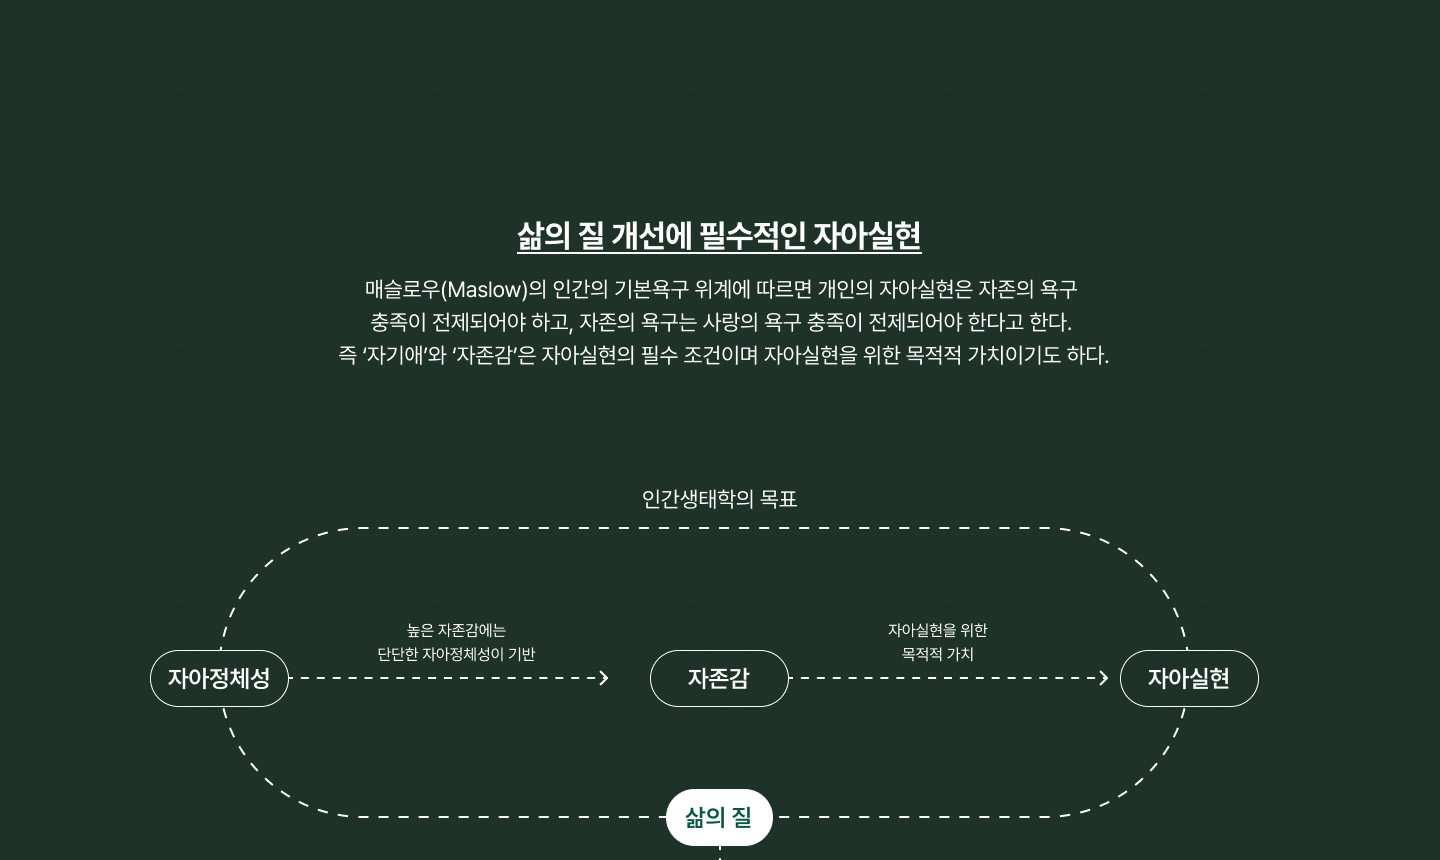 삶의 질 개선에 필수적인 자아실현
매슬로우(Maslow)의 인간의 기본욕구 위계에 따르면 개인의 자아실현은 자존의 욕구
충족이 전제되어야 하고, 자존의 욕구는 사랑의 욕구 충족이 전제되어야 한다고 한다.
즉 ‘자기애’와 ‘자존감’은 자아실현의 필수 조건이며 자아실현을 위한 목적적 가치이기도 하다.
인간생태학의 목표
높은 자존감에는
단단한 자아정체성이 기반
자아실현을 위한
목적적 가치
자아정체성
자존감
자아실현
삶의 질